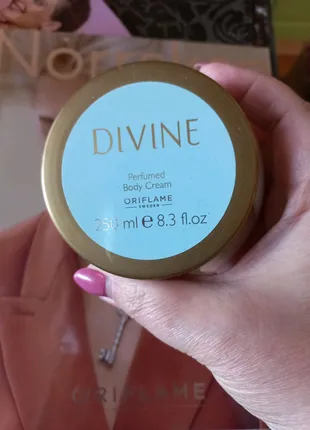 DIVINE
Perfumed
Body Cream
ORIFLAME
SWEDEN
250 ml e 8.3 fl.oz
ORIFLAME